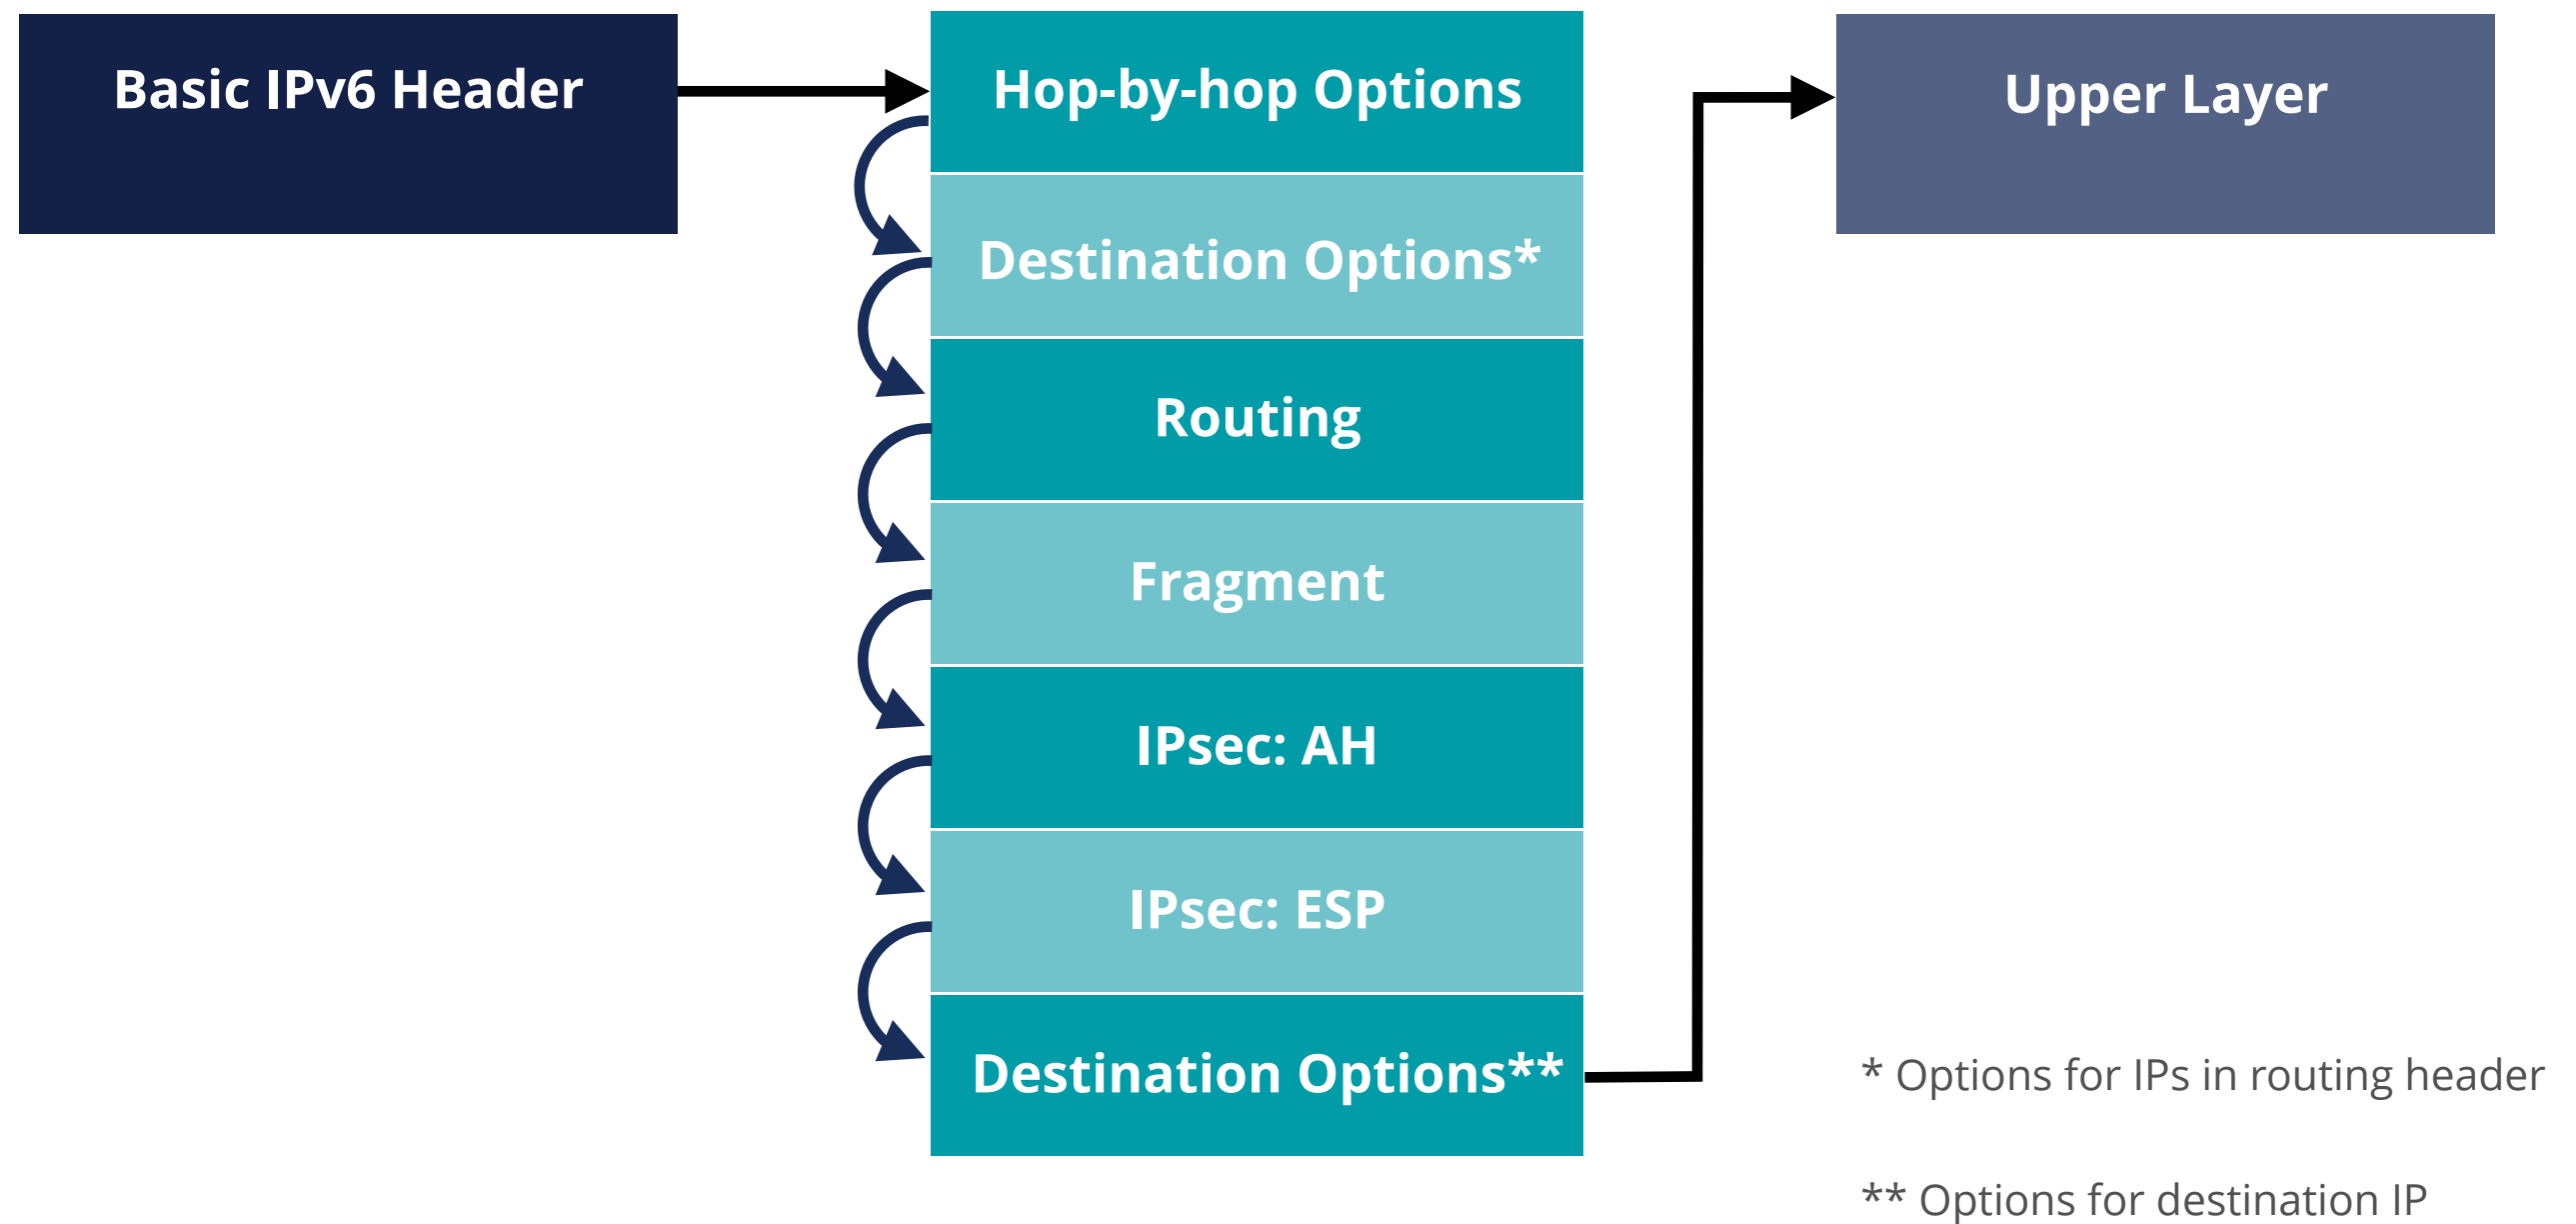 Basic IPv6 Header
Hop-by-hop Options
Destination Options*
Routing
Fragment
IPsec: AH
IPsec: ESP
Destination Options**
Upper Layer
* Options for IPs in routing header
** Options for destination IP